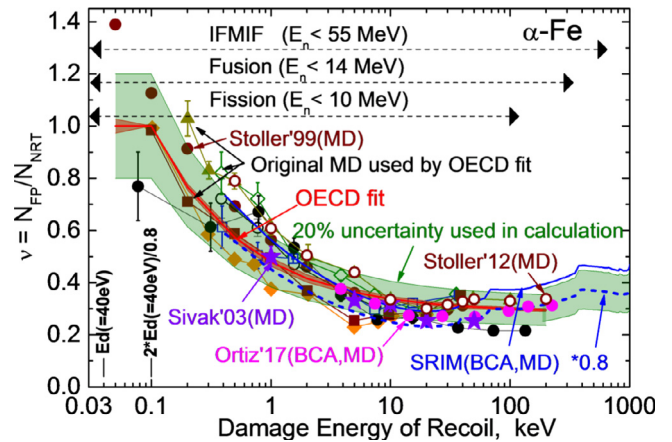 IFMIF (Eₙ< 55 MeV)
α-Fe
Fusion (Eₙ< 14 MeV)
Fission (Eₙ< 10 MeV)
Stoller'99(MD)
Original MD used by OECD fit
OECD fit
20% uncertainty used in calculation
Stoller'12(MD)
Sivak'03(MD)
Ortiz'17(BCA,MD)
SRIM(BCA,MD) *0.8
Ed(=40eV)
2*Ed(=40eV)/0.8
ν = N_FP/N_NRT
1.4
1.2
1.0
0.8
0.6
0.4
0.2
0.0
0.03 0.1 1 10 100 1000
Damage Energy of Recoil, keV